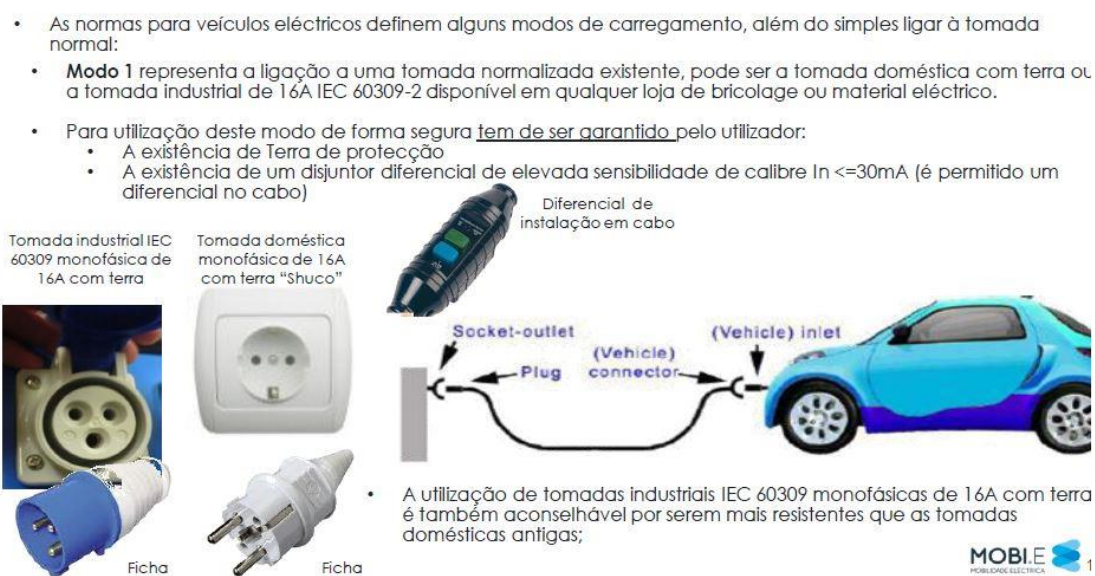 As normas para veículos eléctricos definem alguns modos de carregamento, além do simples ligar à tomada
normal:
Modo 1 representa a ligação a uma tomada normalizada existente, pode ser a tomada doméstica com terra ou
a tomada industrial de 16A IEC 60309-2 disponível em qualquer loja de bricolage ou material eléctrico.
Para utilização deste modo de forma segura tem de ser garantido pelo utilizador:
A existência de Terra de protecção
A existência de um disjuntor diferencial de elevada sensibilidade de calibre In <=30mA (é permitido um
diferencial no cabo)
Diferencial de
instalação em cabo
Tomada industrial IEC
60309 monofásica de
16A com terra
Tomada doméstica
monofásica de 16A
com terra "Shuco"
Socket-outlet
(Vehicle) inlet
(Vehicle)
Plug
connector
A utilização de tomadas industriais IEC 60309 monofásicas de 16A com terra
é também aconselhável por serem mais resistentes que as tomadas
domésticas antigas;
Ficha
Ficha
MOBI.E
MOBILIDADE ELÉCTRICA
1